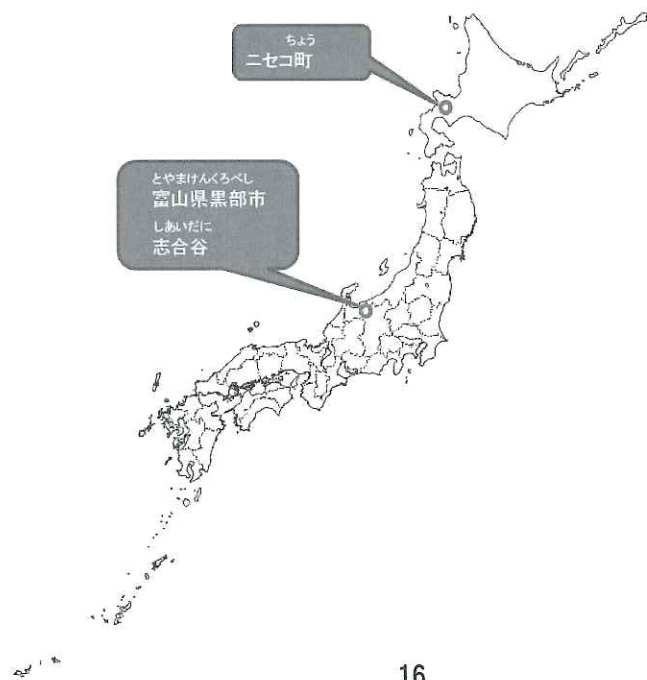 ちょう
ニセコ町
とやまけんくろべし
富山県黒部市
しあいだに
志合谷
16